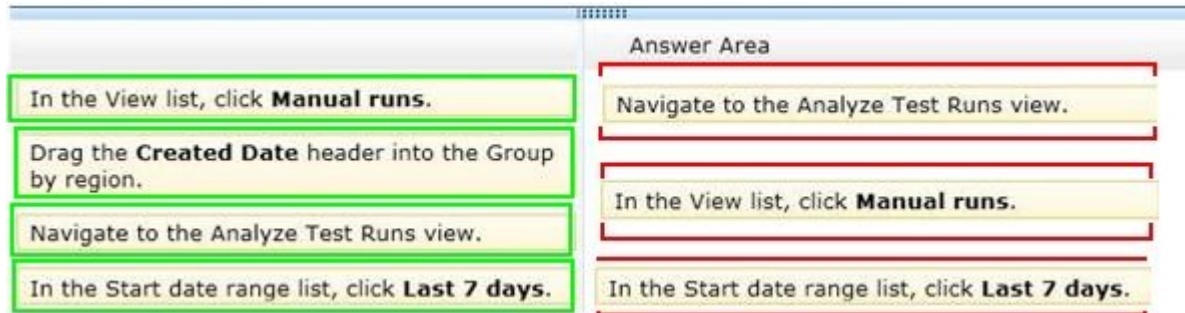 Answer Area
In the View list, click Manual runs.
Drag the Created Date header into the Group
by region.
Navigate to the Analyze Test Runs view.
In the Start date range list, click Last 7 days.
Navigate to the Analyze Test Runs view.
In the View list, click Manual runs.
In the Start date range list, click Last 7 days.